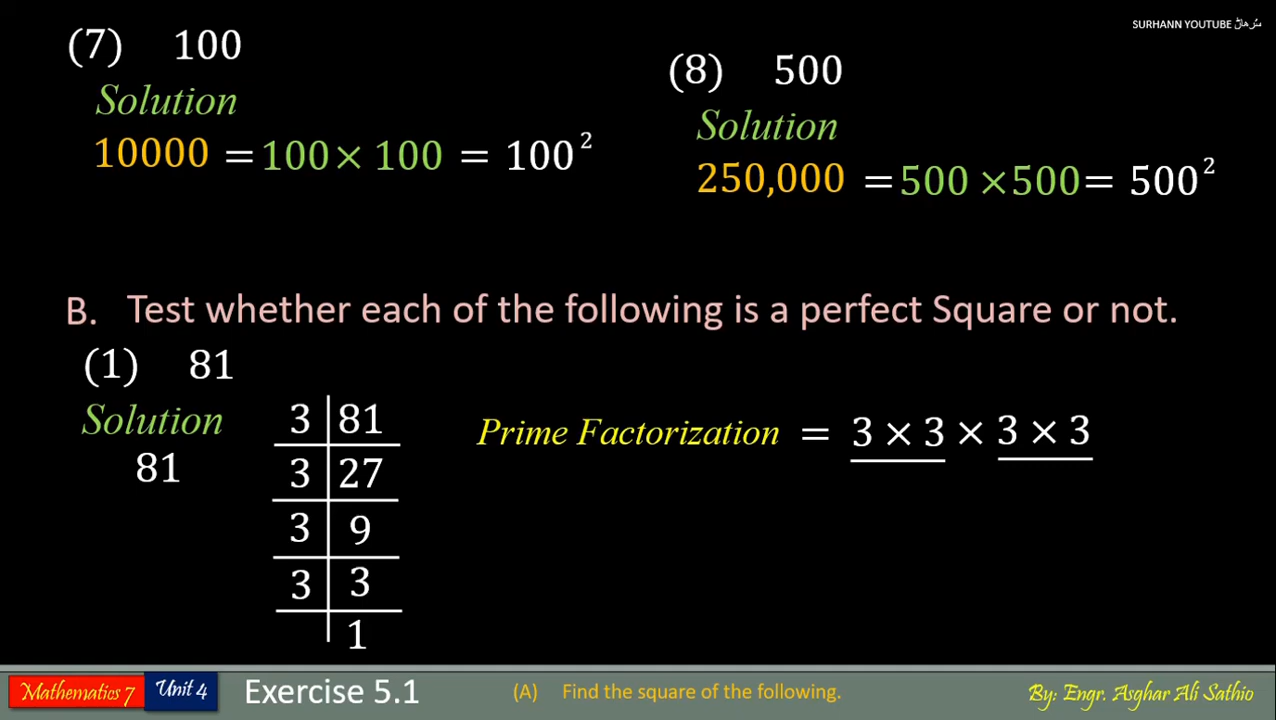 SURHANN YOUTUBE سُرهاڻ
(7) 100
Solution
10000 = 100 × 100 = 100²
(8) 500
Solution
250,000 = 500 × 500 = 500²
B. Test whether each of the following is a perfect Square or not.
(1) 81
Solution
81
3 | 81
3 | 27
3 | 9
3 | 3
1
Prime Factorization = 3 × 3 × 3 × 3
Mathematics 7 Unit 4 Exercise 5.1 (A) Find the square of the following. By: Engr. Asghar Ali Sathio